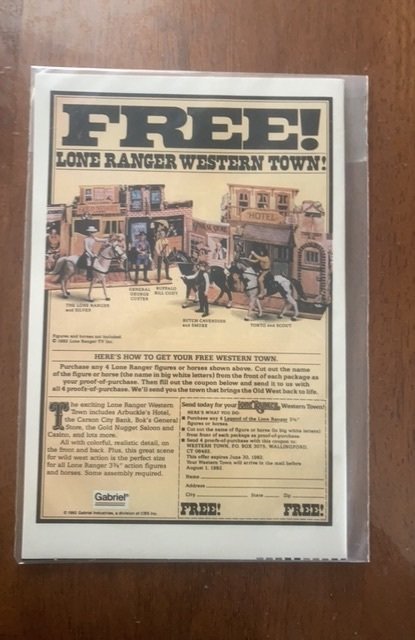 FREE!
LONE RANGER WESTERN TOWN!
HOTEL
THE LONE RANGER
and SILVER
GENERAL
GEORGE
CUSTER
BUFFALO
BILL CODY
BUTCH CAVENDISH
and SMOKE
TONTO and SCOUT
Figures and horses not included.
© 1982 Lone Ranger TV Inc.
HERE'S HOW TO GET YOUR FREE WESTERN TOWN.
Purchase any 4 Lone Ranger figures or horses shown above. Cut out the name
of the figure or horse (the name in big white letters) from the front of each package as
your proof-of-purchase. Then fill out the coupon below and send it to us with
all 4 proofs-of-purchase. We'll send you the town that brings the Old West back to life.
The exciting Lone Ranger Western
Town includes Arbuckle's Hotel,
the Carson City Bank, Bok's General
Store, the Gold Nugget Saloon and
Casino, and lots more.
All with colorful, realistic detail, on
the front and back. Plus, this great scene
for wild west action is the perfect size
for all Lone Ranger 3¾" action figures
and horses. Some assembly required.
Gabriel
© 1982 Gabriel Industries, a division of CBS Inc.
Send today for your LONE RANGER Western Town!
HERE'S WHAT YOU DO:
Purchase any 4 Legend of the Lone Ranger 3¾"
figures or horses
Cut out the name of figure or horse (in big white letters)
from front of each package as proof-of-purchase.
Send 4 proofs-of-purchase with this coupon to:
WESTERN TOWN, P.O. BOX 3075, WALLINGFORD,
CT 06492.
This offer expires June 30, 1982.
Your Western Town will arrive in the mail before
August 1, 1982.
Name
Address
City State Zip
FREE! FREE!